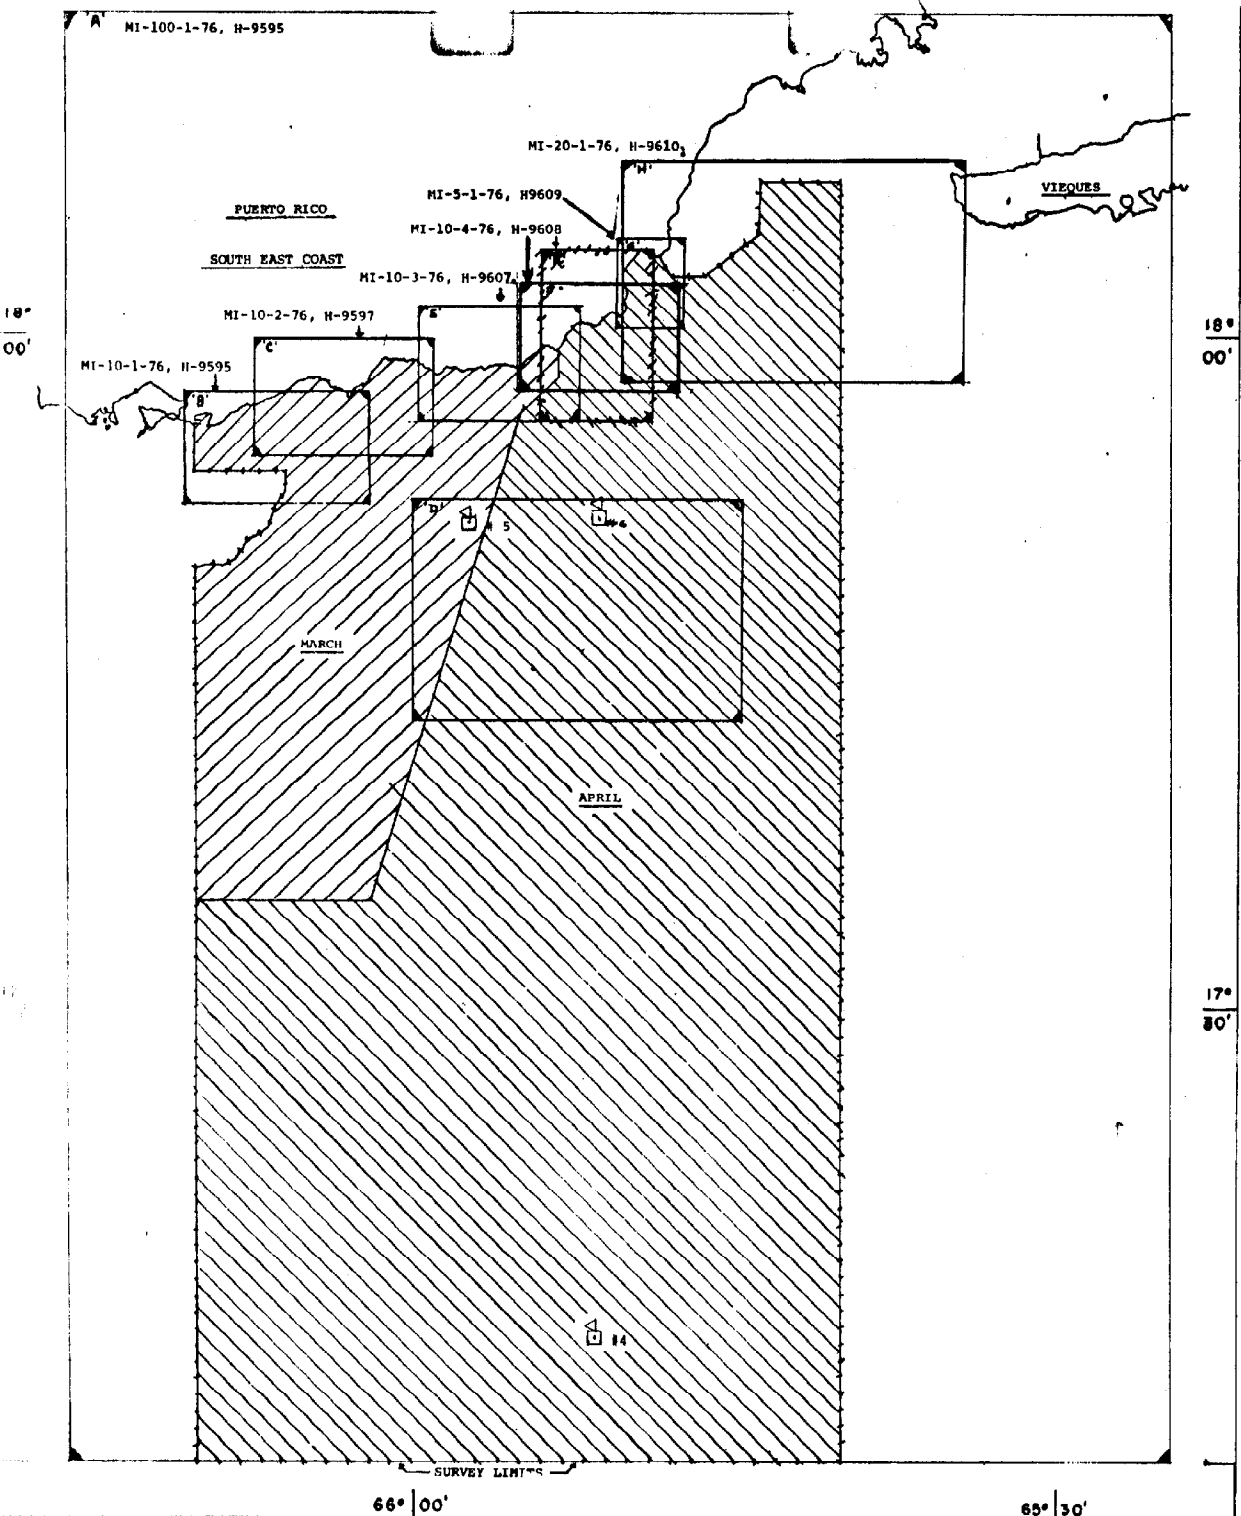 'A'
MI-100-1-76, H-9595
MI-20-1-76, H-9610
'H'
MI-5-1-76, H9609
VIEQUES
PUERTO RICO
MI-10-4-76, H-9608
SOUTH EAST COAST
MI-10-3-76, H-9607
MI-10-2-76, H-9597
'E'
18°
00'
18°
00'
'C'
MI-10-1-76, H-9595
'B'
'D'
# 5
#6
MARCH
APRIL
17°
30'
#4
SURVEY LIMITS
66° 00'
65° 30'